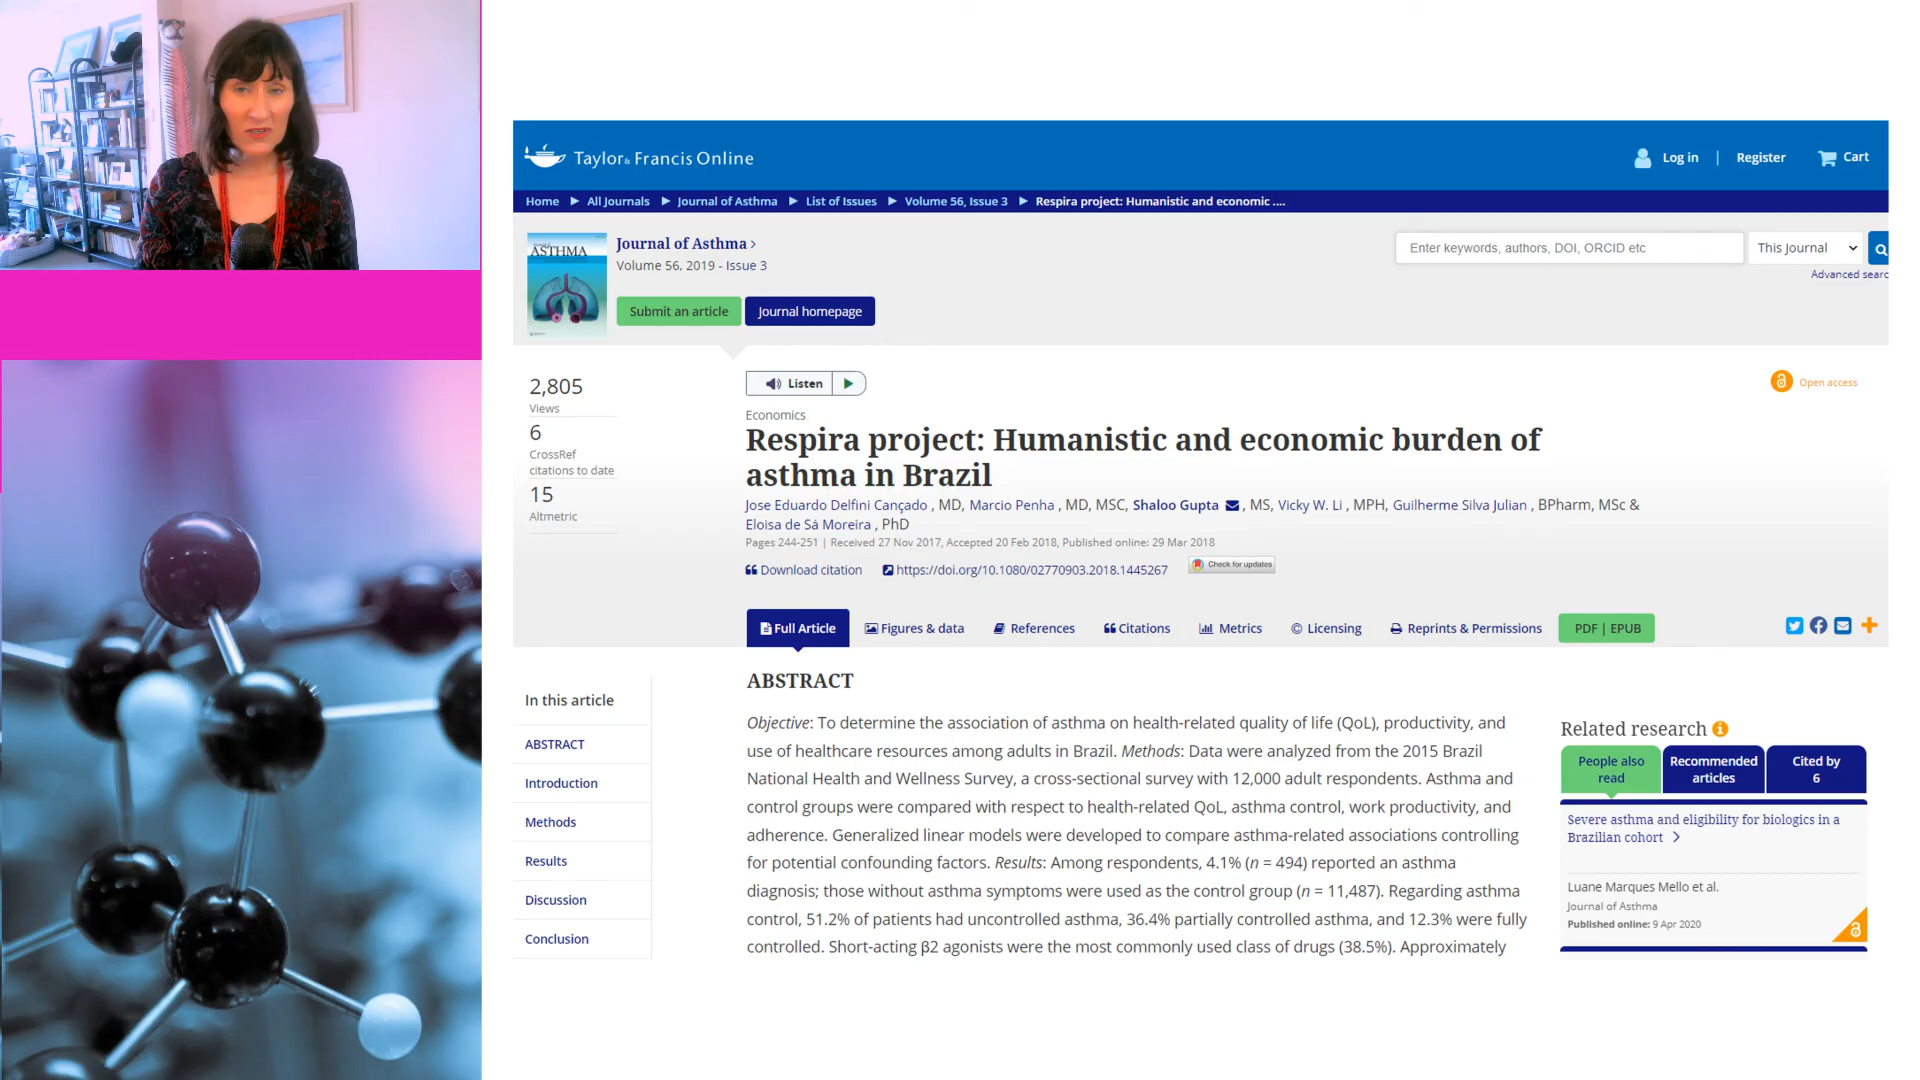 Taylor & Francis Online
Log in | Register Cart
Home ▶ All Journals ▶ Journal of Asthma ▶ List of Issues ▶ Volume 56, Issue 3 ▶ Respira project: Humanistic and economic ....
ASTHMA
Journal of Asthma ›
Volume 56, 2019 - Issue 3
Submit an article
Journal homepage
Enter keywords, authors, DOI, ORCID etc
This Journal
Advanced searc
2,805
Views
6
CrossRef
citations to date
15
Altmetric
Listen
Open access
Economics
Respira project: Humanistic and economic burden of
asthma in Brazil
Jose Eduardo Delfini Cançado , MD, Marcio Penha , MD, MSC, Shaloo Gupta , MS, Vicky W. Li , MPH, Guilherme Silva Julian , BPharm, MSc &
Eloisa de Sá Moreira , PhD
Pages 244-251 | Received 27 Nov 2017, Accepted 20 Feb 2018, Published online: 29 Mar 2018
Download citation https://doi.org/10.1080/02770903.2018.1445267 Check for updates
Full Article Figures & data References Citations Metrics Licensing Reprints & Permissions PDF | EPUB
In this article
ABSTRACT
Introduction
Methods
Results
Discussion
Conclusion
ABSTRACT
Objective: To determine the association of asthma on health-related quality of life (QoL), productivity, and
use of healthcare resources among adults in Brazil. Methods: Data were analyzed from the 2015 Brazil
National Health and Wellness Survey, a cross-sectional survey with 12,000 adult respondents. Asthma and
control groups were compared with respect to health-related QoL, asthma control, work productivity, and
adherence. Generalized linear models were developed to compare asthma-related associations controlling
for potential confounding factors. Results: Among respondents, 4.1% (n = 494) reported an asthma
diagnosis; those without asthma symptoms were used as the control group (n = 11,487). Regarding asthma
control, 51.2% of patients had uncontrolled asthma, 36.4% partially controlled asthma, and 12.3% were fully
controlled. Short-acting β2 agonists were the most commonly used class of drugs (38.5%). Approximately
Related research
People also
read
Recommended
articles
Cited by
6
Severe asthma and eligibility for biologics in a
Brazilian cohort >
Luane Marques Mello et al.
Journal of Asthma
Published online: 9 Apr 2020